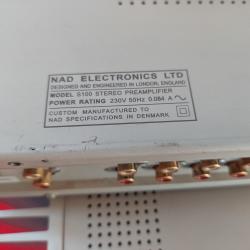 NAD ELECTRONICS LTD
DESIGNED AND ENGINEERED IN LONDON, ENGLAND
MODEL S100 STEREO PREAMPLIFIER
POWER RATING 230V 50Hz 0.084 A
CUSTOM MANUFACTURED TO
NAD SPECIFICATIONS IN DENMARK